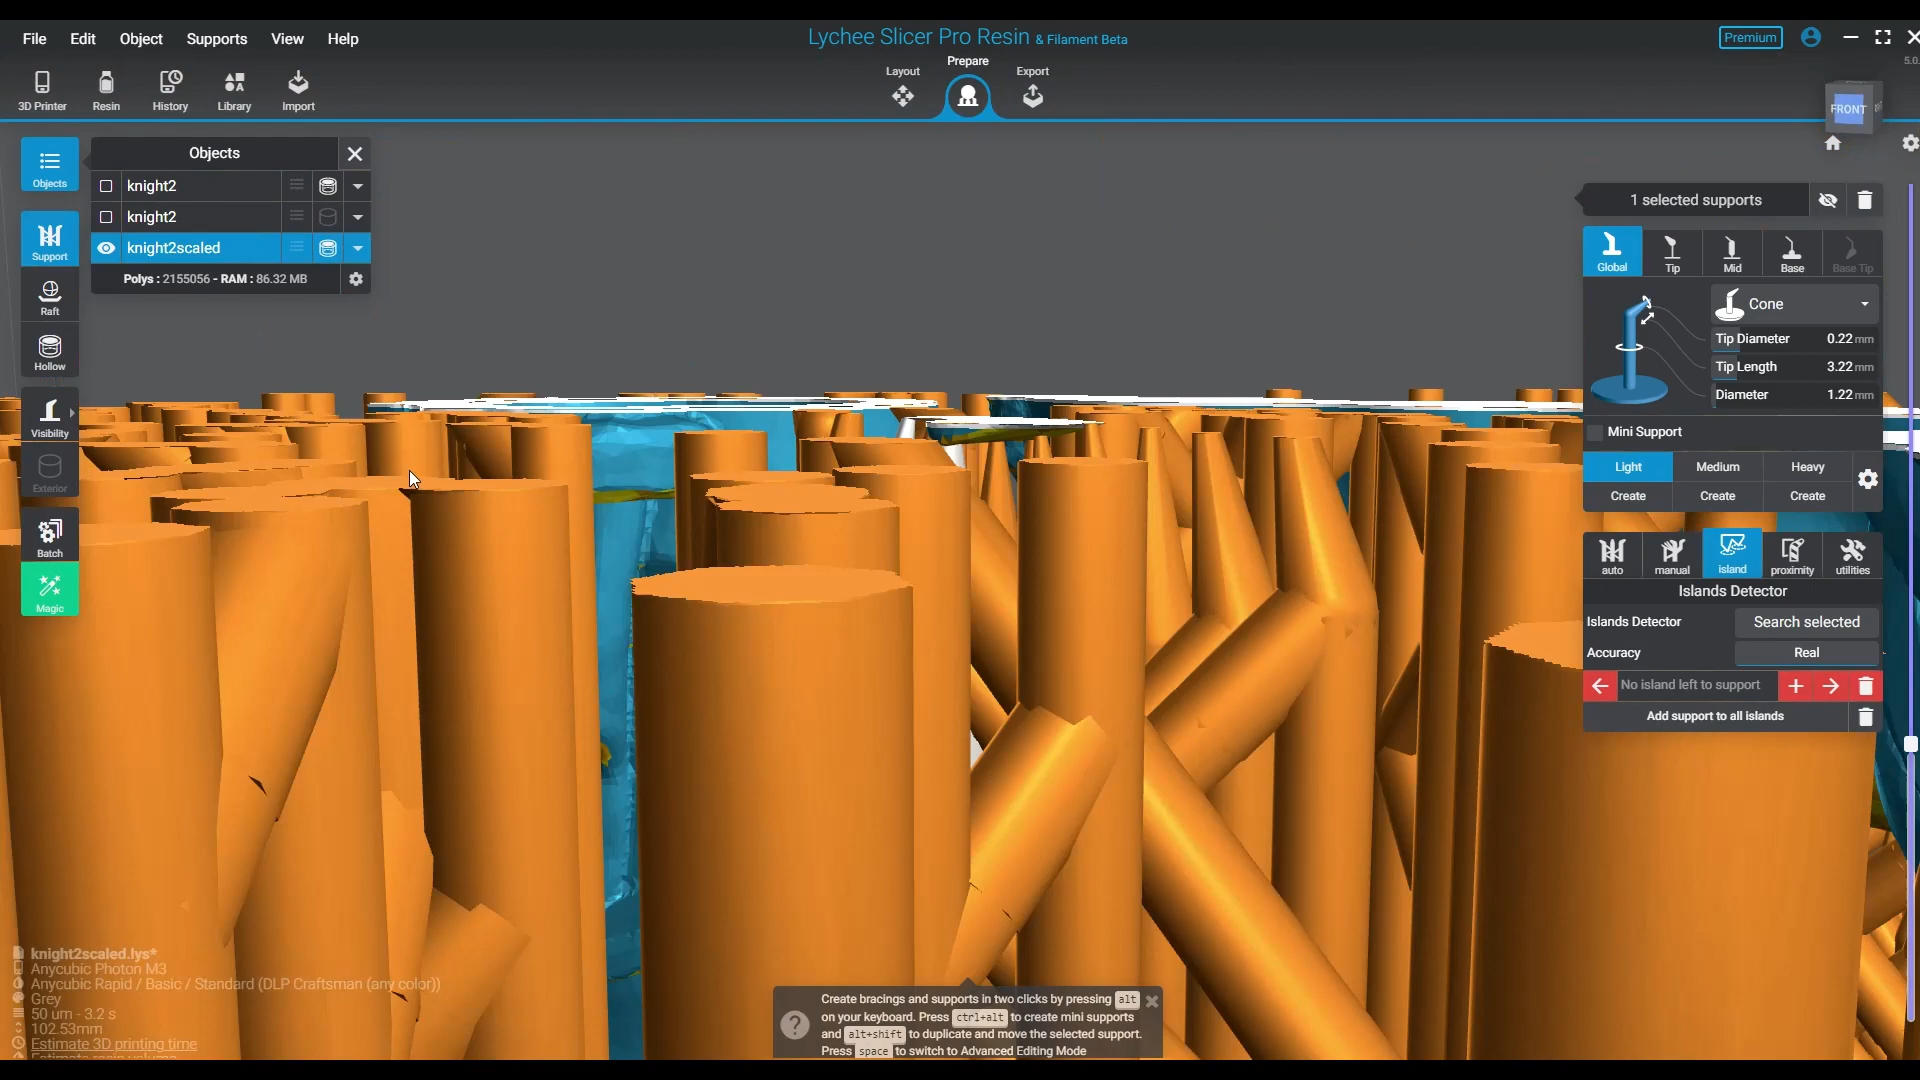 File Edit Object Supports View Help
Lychee Slicer Pro Resin & Filament Beta
Premium
5.0.
3D Printer Resin History Library Import
Layout Prepare Export
FRONT
Objects
Objects
knight2
knight2
knight2scaled
Polys : 2155056 - RAM : 86.32 MB
Support
Raft
Hollow
Visibility
Exterior
Batch
Magic
1 selected supports
Global Tip Mid Base Base Tip
Cone
Tip Diameter 0.22 mm
Tip Length 3.22 mm
Diameter 1.22 mm
Mini Support
Light Medium Heavy
Create Create Create
auto manual island proximity utilities
Islands Detector
Islands Detector Search selected
Accuracy Real
No island left to support
Add support to all islands
knight2scaled.lys*
Anycubic Photon M3
Anycubic Rapid / Basic / Standard (DLP Craftsman (any color))
Grey
50 um - 3.2 s
102.53mm
Estimate 3D printing time
Estimate resin volume
Create bracings and supports in two clicks by pressing alt
on your keyboard. Press ctrl+alt to create mini supports
and alt+shift to duplicate and move the selected support.
Press space to switch to Advanced Editing Mode